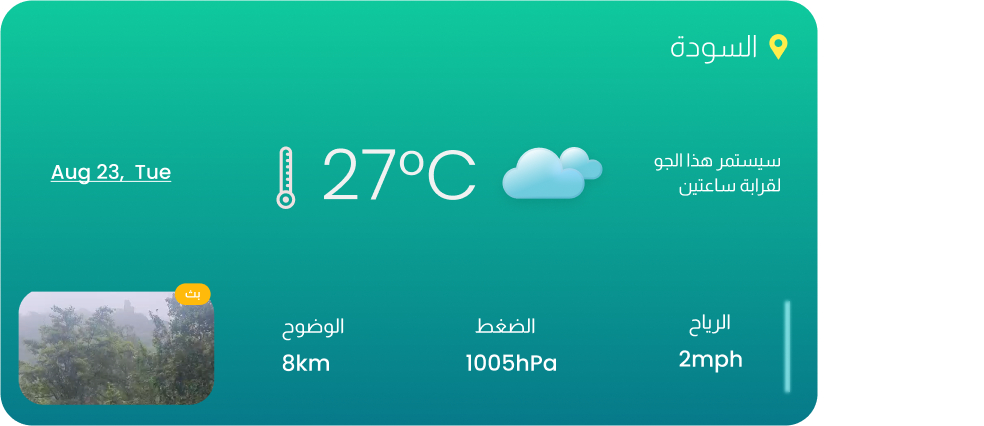 السودة
سيستمر هذا الجو
لقرابة ساعتين
27°C
Aug 23, Tue
الرياح
2mph
الضغط
1005hPa
الوضوح
8km
بث